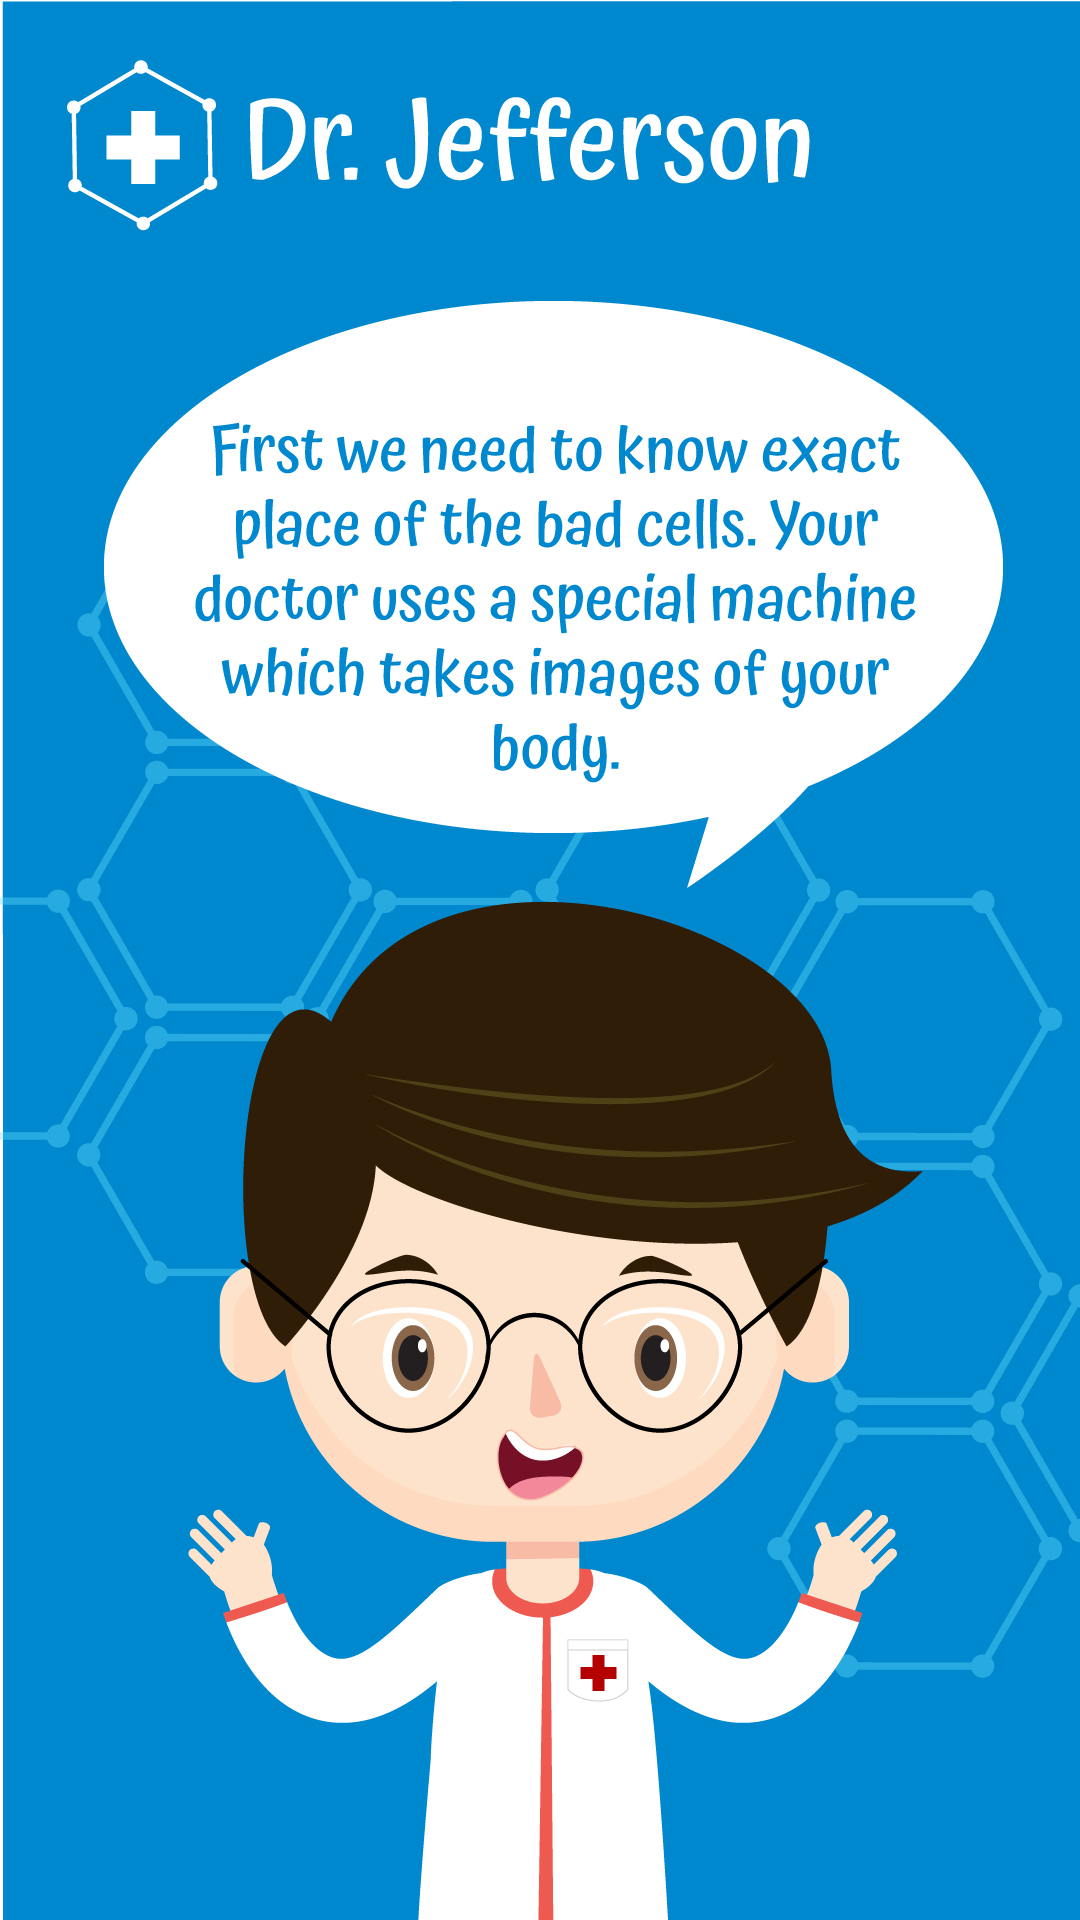 Dr. Jefferson
First we need to know exact
place of the bad cells. Your
doctor uses a special machine
which takes images of your
body.